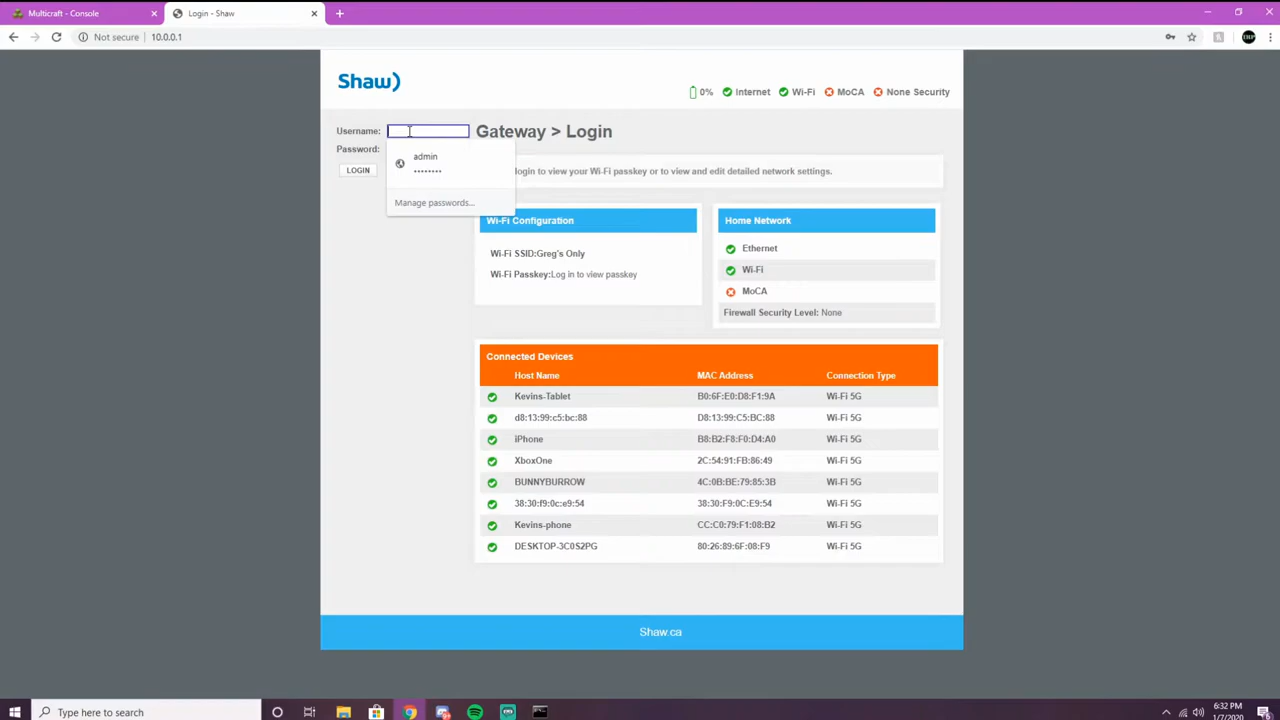 Multicraft - Console
Login - Shaw
Not secure
10.0.0.1
Shaw)
0% Internet Wi-Fi MoCA None Security
Username:
Password:
LOGIN
admin
••••••••
Manage passwords...
Gateway > Login
login to view your Wi-Fi passkey or to view and edit detailed network settings.
Wi-Fi Configuration
Wi-Fi SSID:Greg's Only
Wi-Fi Passkey:Log in to view passkey
Home Network
Ethernet
Wi-Fi
MoCA
Firewall Security Level: None
Connected Devices
Host Name MAC Address Connection Type
Kevins-Tablet B0:6F:E0:D8:F1:9A Wi-Fi 5G
d8:13:99:c5:bc:88 D8:13:99:C5:BC:88 Wi-Fi 5G
iPhone B8:B2:F8:F0:D4:A0 Wi-Fi 5G
XboxOne 2C:54:91:FB:86:49 Wi-Fi 5G
BUNNYBURROW 4C:0B:BE:79:85:3B Wi-Fi 5G
38:30:f9:0c:e9:54 38:30:F9:0C:E9:54 Wi-Fi 5G
Kevins-phone CC:C0:79:F1:08:B2 Wi-Fi 5G
DESKTOP-3C0S2PG 80:26:89:6F:08:F9 Wi-Fi 5G
Shaw.ca
Type here to search
6:32 PM